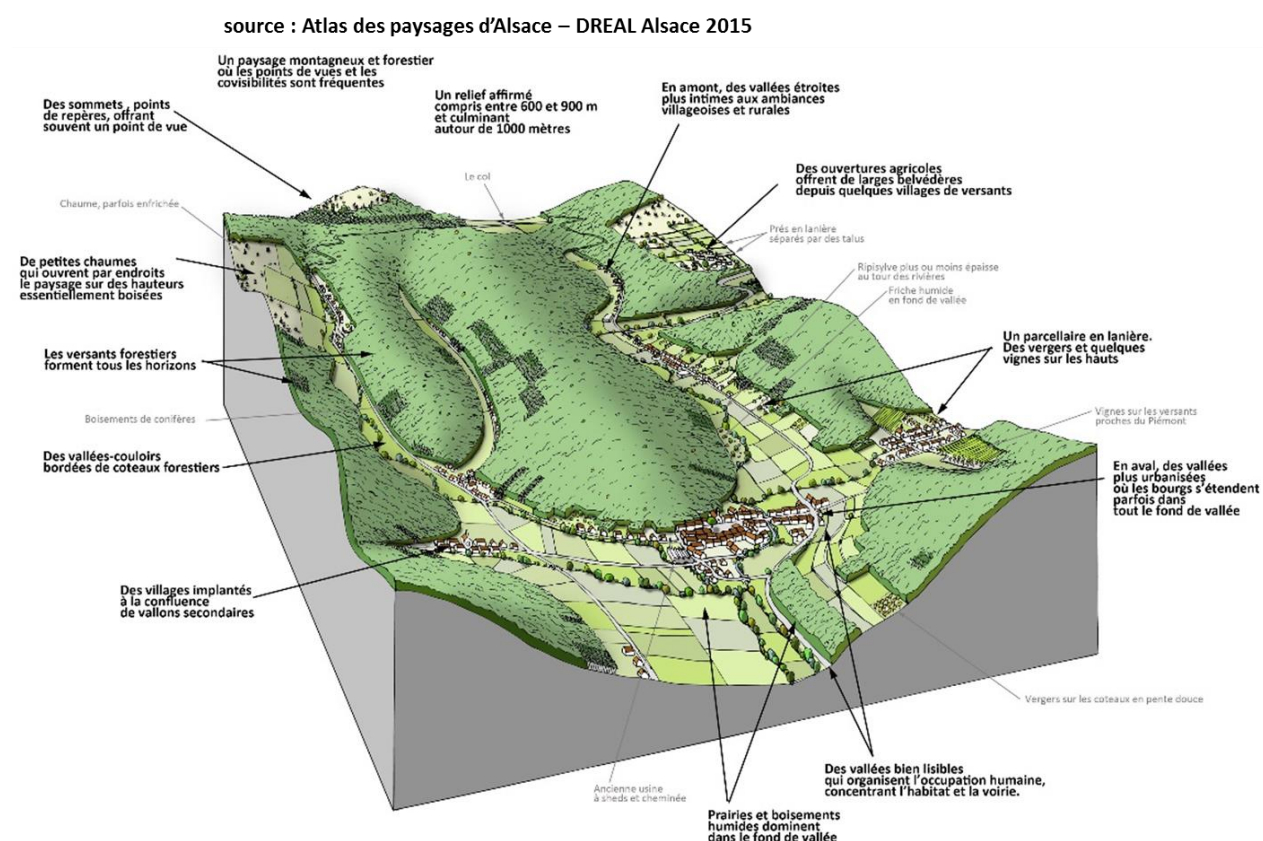 source : Atlas des paysages d'Alsace – DREAL Alsace 2015
Un paysage montagneux et forestier
où les points de vues et les
covisibilités sont fréquentes
Des sommets , points
de repères, offrant
souvent un point de vue
Un relief affirmé
compris entre 600 et 900 m
et culminant
autour de 1000 mètres
En amont, des vallées étroites
plus intimes aux ambiances
villageoises et rurales
Des ouvertures agricoles
offrent de larges belvédères
depuis quelques villages de versants
Le col
Chaume, parfois enfrichée
Prés en lanière
séparés par des talus
De petites chaumes
qui ouvrent par endroits
le paysage sur des hauteurs
essentiellement boisées
Ripisylve plus ou moins épaisse
au tour des rivières
Friche humide
en fond de vallée
Un parcellaire en lanière.
Des vergers et quelques
vignes sur les hauts
Les versants forestiers
forment tous les horizons
Boisements de conifères
Vignes sur les versants
proches du Piémont
Des vallées-couloirs
bordées de coteaux forestiers
En aval, des vallées
plus urbanisées
où les bourgs s'étendent
parfois dans
tout le fond de vallée
Des villages implantés
à la confluence
de vallons secondaires
Vergers sur les coteaux en pente douce
Ancienne usine
à sheds et cheminée
Des vallées bien lisibles
qui organisent l'occupation humaine,
concentrant l'habitat et la voirie.
Prairies et boisements
humides dominent
dans le fond de vallée